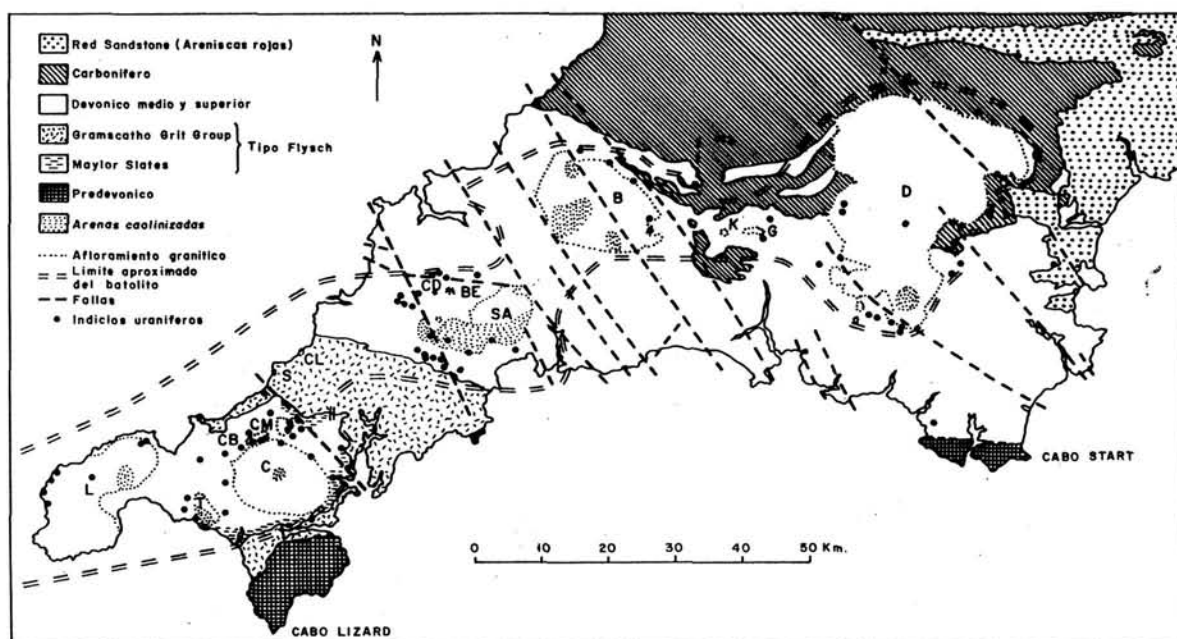 Red Sandstone (Areniscas rojas)
Carbonifero
Devonico medio y superior
Gramscatho Grit Group
Maylor Slates
Tipo Flysch
Predevonico
Arenas caolinizadas
Afloramiento granitico
Limite aproximado
del batolito
Fallas
Indicios uraniferos
N
B
D
K
G
CD
BE
SA
CL
S
CM
CB
C
L
T
CABO START
0 10 20 30 40 50 Km.
CABO LIZARD